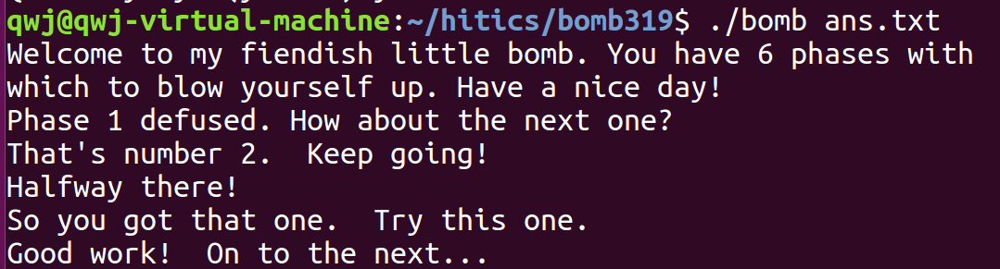 qwj@qwj-virtual-machine:~/hitics/bomb319$ ./bomb ans.txt
Welcome to my fiendish little bomb. You have 6 phases with
which to blow yourself up. Have a nice day!
Phase 1 defused. How about the next one?
That's number 2.  Keep going!
Halfway there!
So you got that one.  Try this one.
Good work!  On to the next...